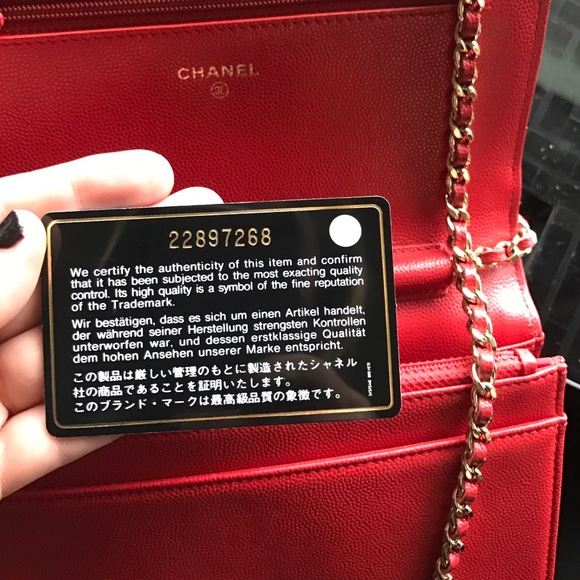 CHANEL
22897268
We certify the authenticity of this item and confirm
that it has been subjected to the most exacting quality
control. Its high quality is a symbol of the fine reputation
of the Trademark.
Wir bestätigen, dass es sich um einen Artikel handelt,
der während seiner Herstellung strengsten Kontrollen
unterworfen war, und dessen erstklassige Qualität
dem hohen Ansehen unserer Marke entspricht.
この製品は厳しい管理のもとに製造されたシャネル
社の商品であることを証明いたします。
このブランド・マークは最高級品質の象徴です。